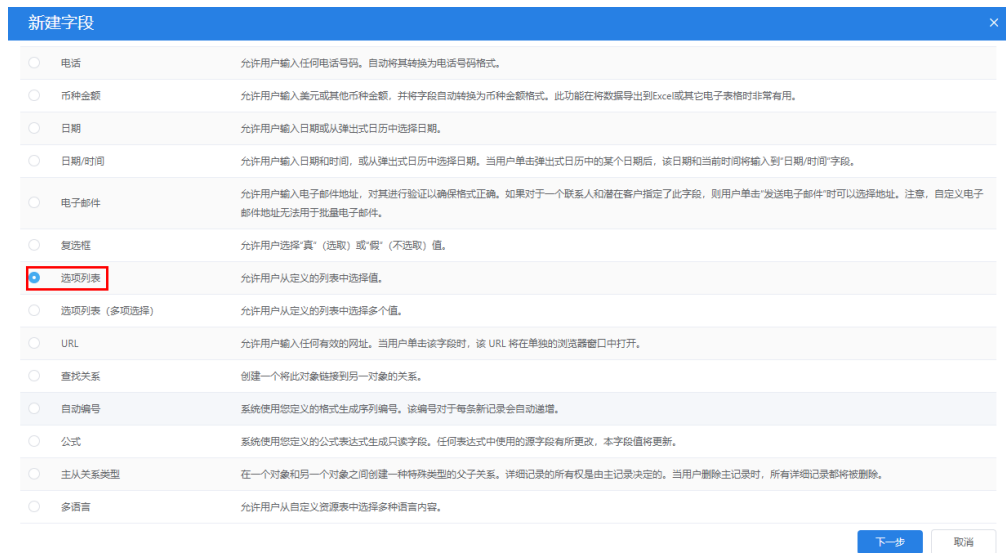 新建字段
电话 允许用户输入任何电话号码。自动将其转换为电话号码格式。
币种金额 允许用户输入美元或其他币种金额，并将字段自动转换为币种金额格式。此功能在将数据导出到Excel或其它电子表格时非常有用。
日期 允许用户输入日期或从弹出式日历中选择日期。
日期/时间 允许用户输入日期和时间，或从弹出式日历中选择日期。当用户单击弹出式日历中的某个日期后，该日期和当前时间将输入到“日期/时间”字段。
电子邮件 允许用户输入电子邮件地址，对其进行验证以确保格式正确。如果对于一个联系人和潜在客户指定了此字段，则用户单击“发送电子邮件”时可以选择地址。注意，自定义电子
邮件地址无法用于批量电子邮件。
复选框 允许用户选择“真”（选取）或“假”（不选取）值。
选项列表 允许用户从定义的列表中选择值。
选项列表（多项选择） 允许用户从定义的列表中选择多个值。
URL 允许用户输入任何有效的网址。当用户单击该字段时，该 URL 将在单独的浏览器窗口中打开。
查找关系 创建一个将此对象链接到另一对象的关系。
自动编号 系统使用您定义的格式生成序列编号。该编号对于每条新记录会自动递增。
公式 系统使用您定义的公式表达式生成只读字段。任何表达式中使用的源字段有所更改，本字段值将更新。
主从关系类型 在一个对象和另一个对象之间创建一种特殊类型的父子关系。详细记录的所有权是由主记录决定的。当用户删除主记录时，所有详细记录都将被删除。
多语言 允许用户从自定义资源表中选择多种语言内容。
下一步 取消